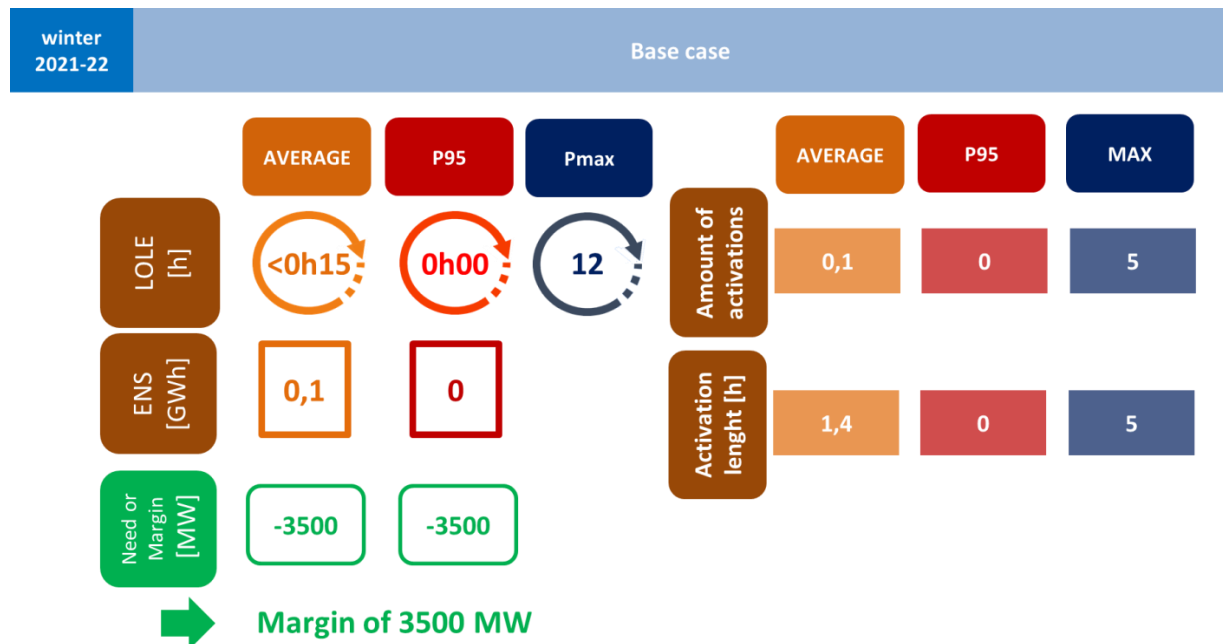 winter
2021-22
Base case
AVERAGE
P95
Pmax
LOLE
[h]
<0h15
0h00
12
ENS
[GWh]
0,1
0
Need or
Margin
[MW]
-3500
-3500
Margin of 3500 MW
AVERAGE
P95
MAX
Amount of
activations
0,1
0
5
Activation
lenght [h]
1,4
0
5